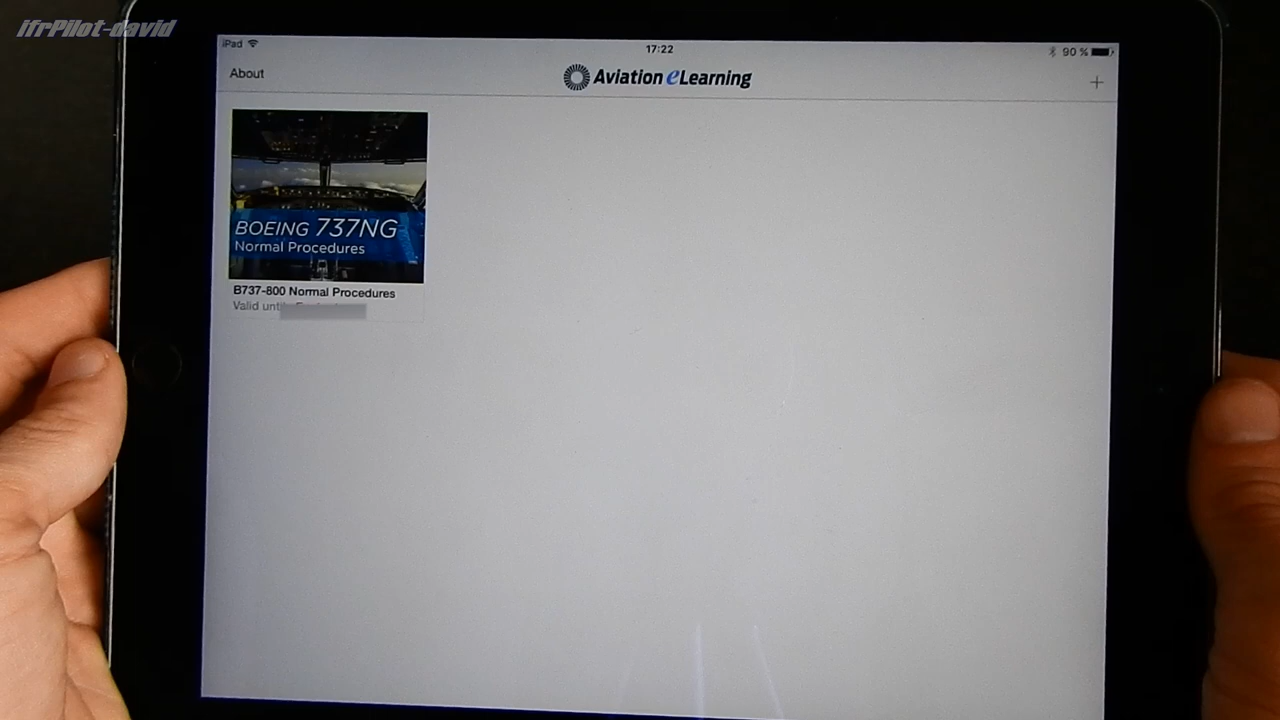 ifrPilot-david
iPad 17:22 90 %
About Aviation eLearning +
BOEING 737NG
Normal Procedures
B737-800 Normal Procedures
Valid until